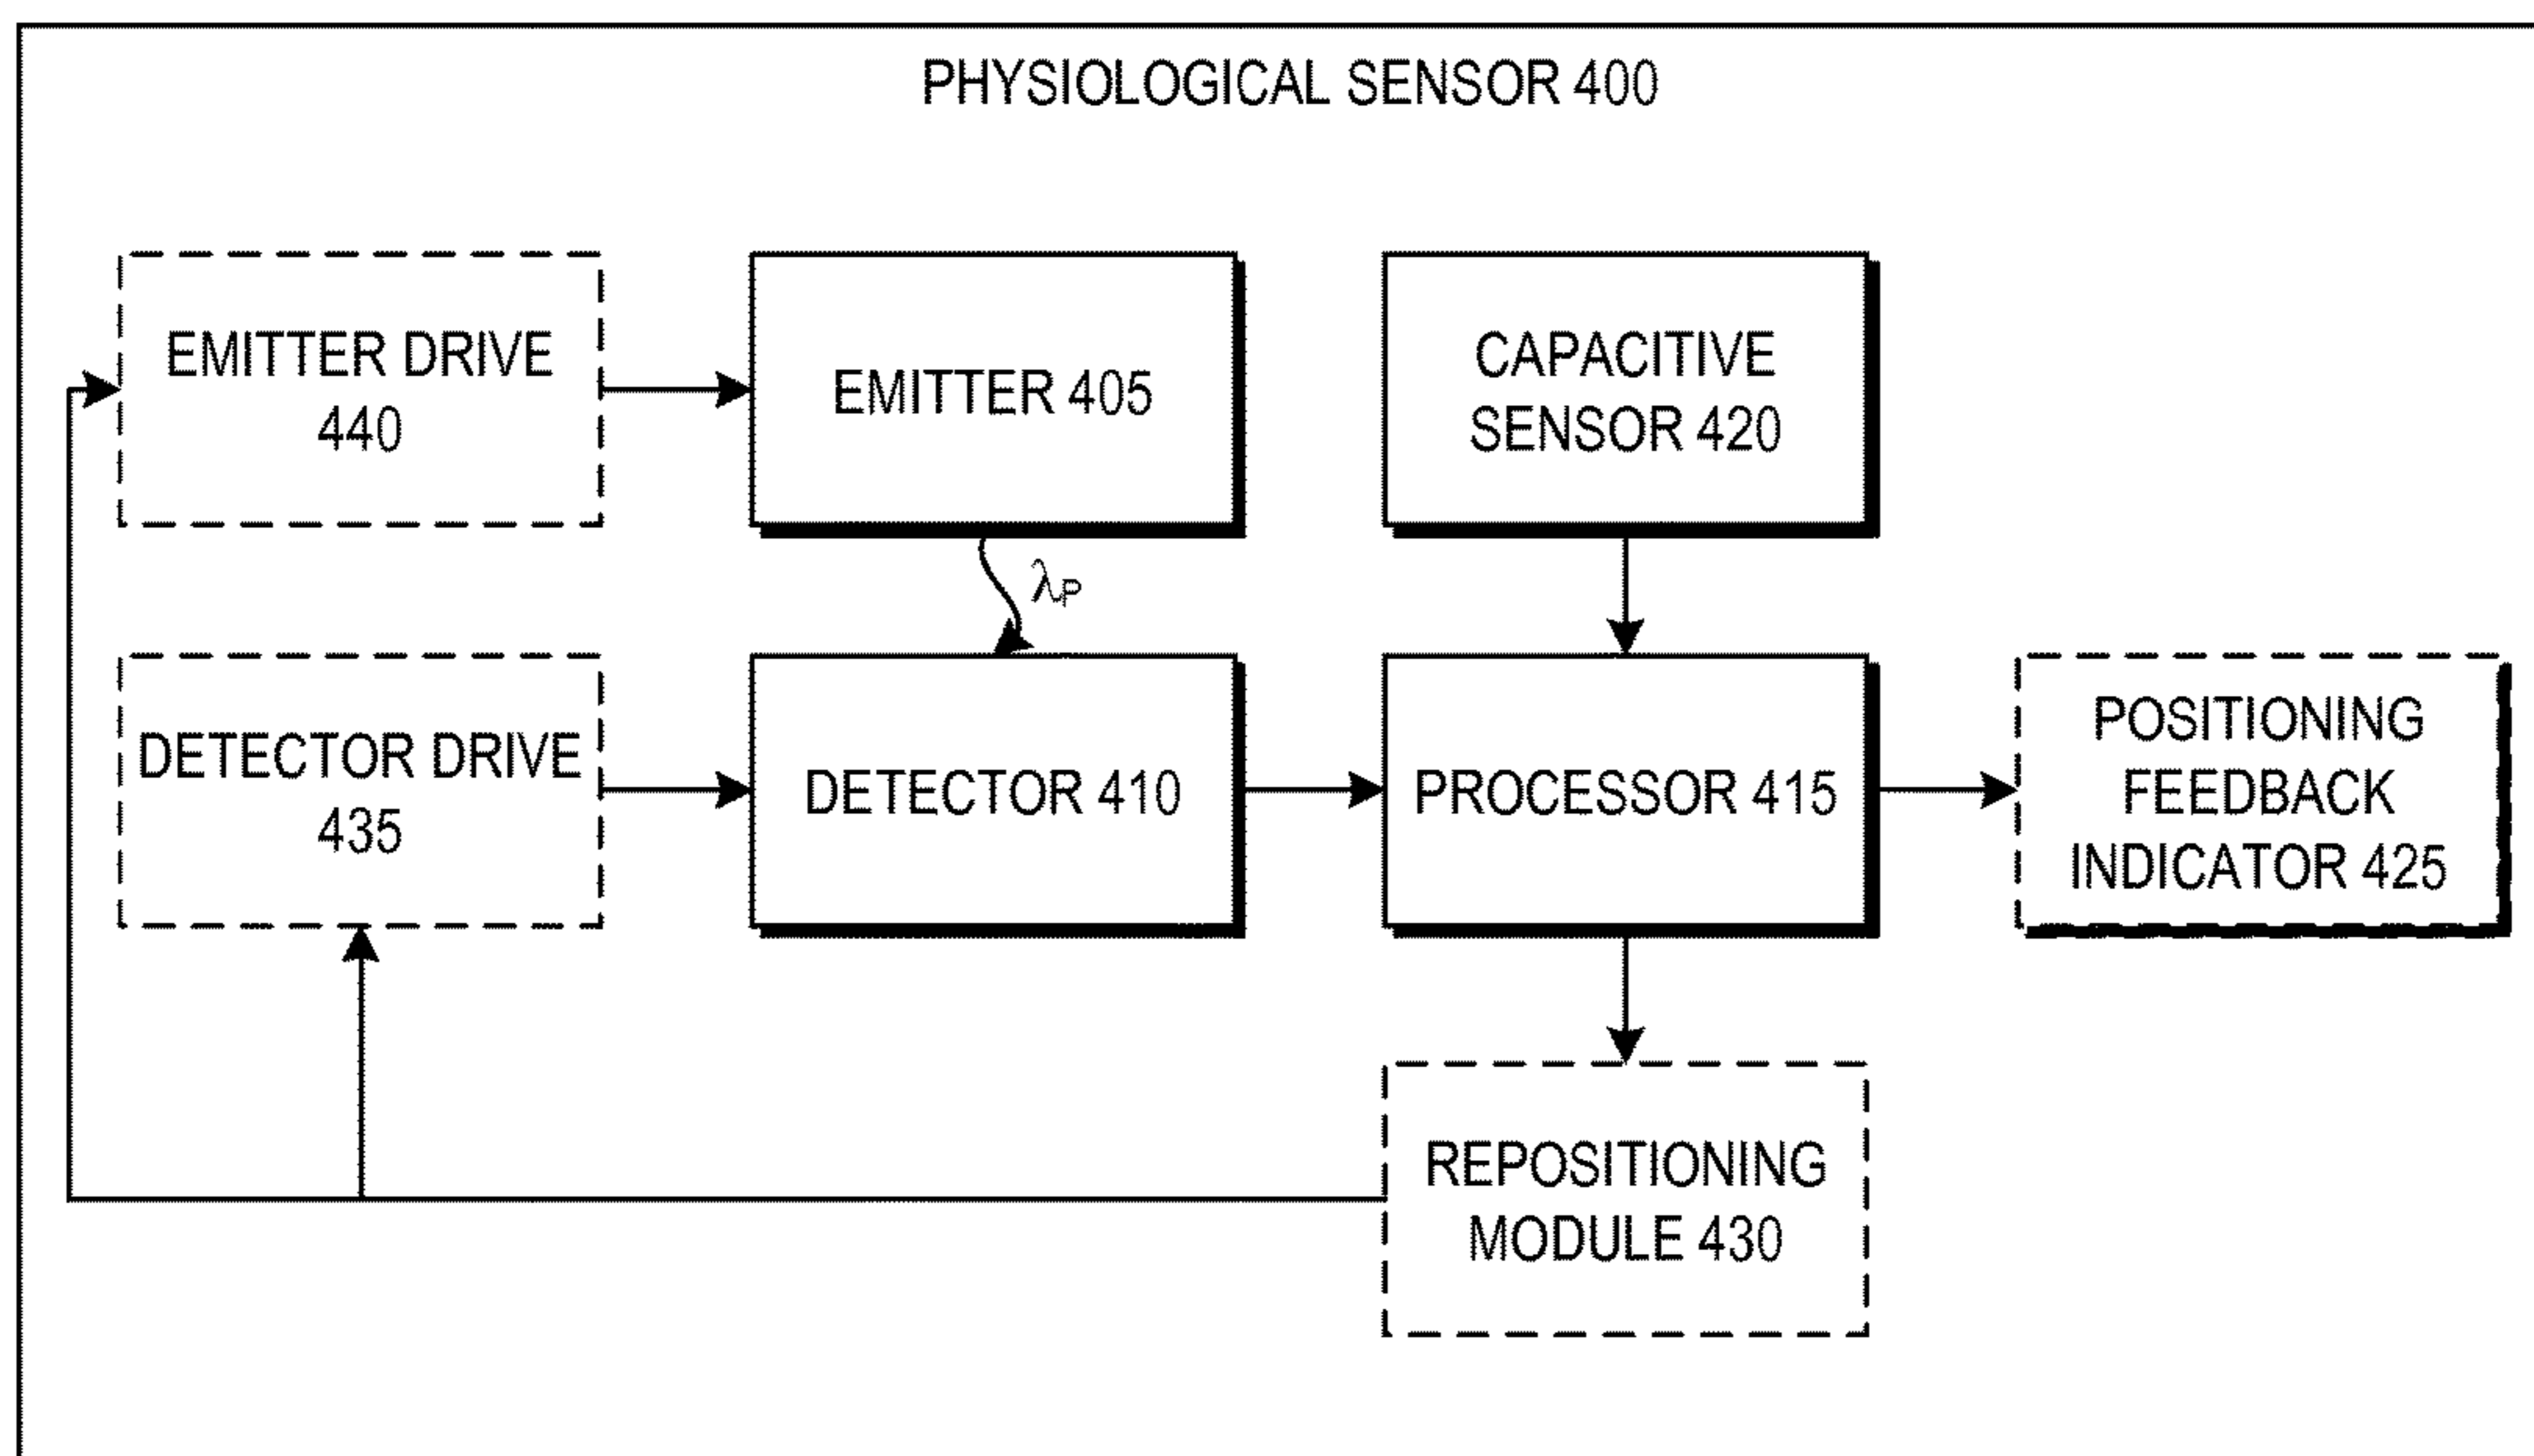 PHYSIOLOGICAL SENSOR 400
EMITTER DRIVE
440
EMITTER 405
CAPACITIVE
SENSOR 420
λP
DETECTOR DRIVE
435
DETECTOR 410
PROCESSOR 415
POSITIONING
FEEDBACK
INDICATOR 425
REPOSITIONING
MODULE 430